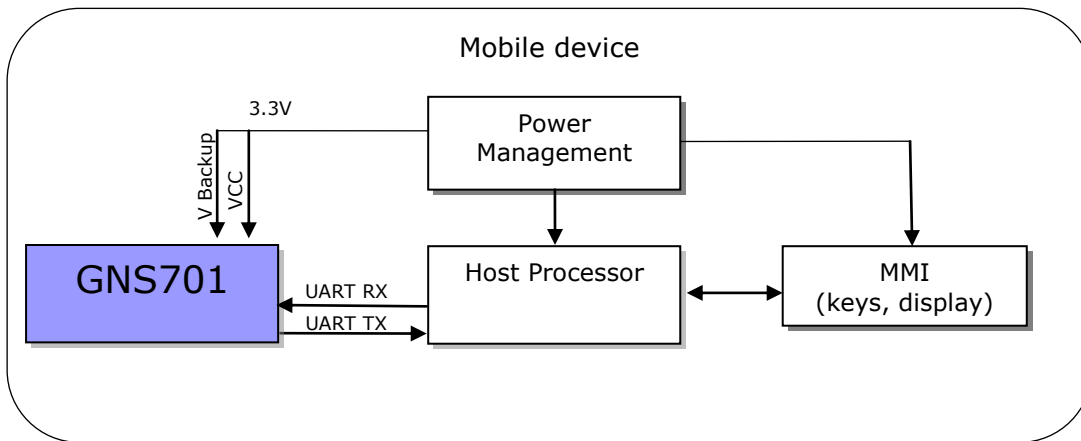 Mobile device
3.3V
Power
Management
V Backup
VCC
GNS701
Host Processor
MMI
(keys, display)
UART RX
UART TX